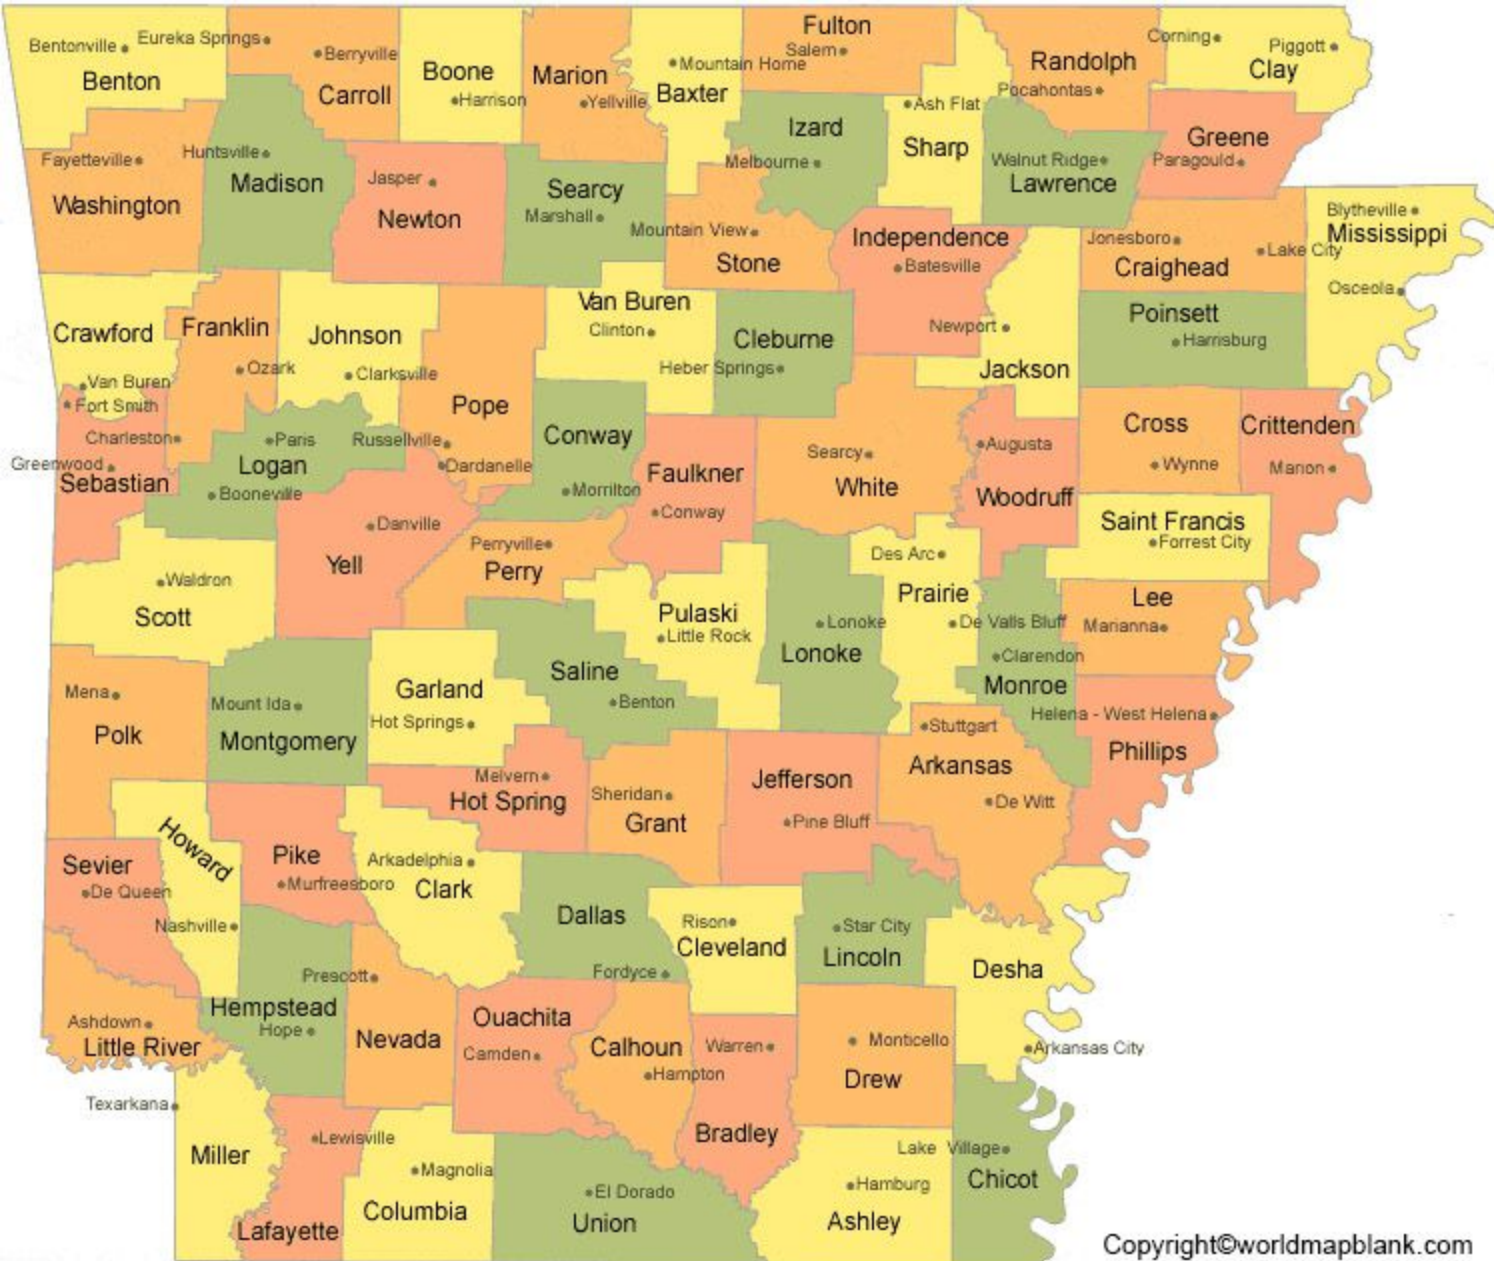 Bentonville
Eureka Springs
Benton
Berryville
Carroll
Boone
Harrison
Marion
Yellville
Mountain Home
Baxter
Fulton
Salem
Randolph
Pocahontas
Corning
Piggott
Clay
Ash Flat
Sharp
Izard
Melbourne
Greene
Paragould
Walnut Ridge
Lawrence
Fayetteville
Washington
Huntsville
Madison
Jasper
Newton
Searcy
Marshall
Mountain View
Stone
Independence
Batesville
Jonesboro
Lake City
Craighead
Blytheville
Mississippi
Osceola
Crawford
Van Buren
Franklin
Ozark
Johnson
Clarksville
Pope
Russellville
Van Buren
Clinton
Cleburne
Heber Springs
Newport
Jackson
Poinsett
Harrisburg
Fort Smith
Charleston
Greenwood
Sebastian
Paris
Logan
Booneville
Dardanelle
Conway
Morrilton
Faulkner
Conway
Searcy
White
Augusta
Woodruff
Cross
Wynne
Crittenden
Marion
Saint Francis
Forrest City
Danville
Yell
Perryville
Perry
Waldron
Scott
Pulaski
Little Rock
Lonoke
Lonoke
Des Arc
Prairie
De Valls Bluff
Clarendon
Monroe
Lee
Marianna
Mena
Polk
Mount Ida
Montgomery
Garland
Hot Springs
Saline
Benton
Stuttgart
Arkansas
De Witt
Helena - West Helena
Phillips
Melvern
Hot Spring
Sheridan
Grant
Jefferson
Pine Bluff
Howard
Nashville
Sevier
De Queen
Pike
Murfreesboro
Arkadelphia
Clark
Dallas
Fordyce
Rison
Cleveland
Star City
Lincoln
Desha
Arkansas City
Ashdown
Little River
Hempstead
Hope
Prescott
Nevada
Ouachita
Camden
Calhoun
Hampton
Warren
Bradley
Monticello
Drew
Texarkana
Miller
Lewisville
Lafayette
Magnolia
Columbia
El Dorado
Union
Hamburg
Ashley
Lake Village
Chicot
Copyright©worldmapblank.com